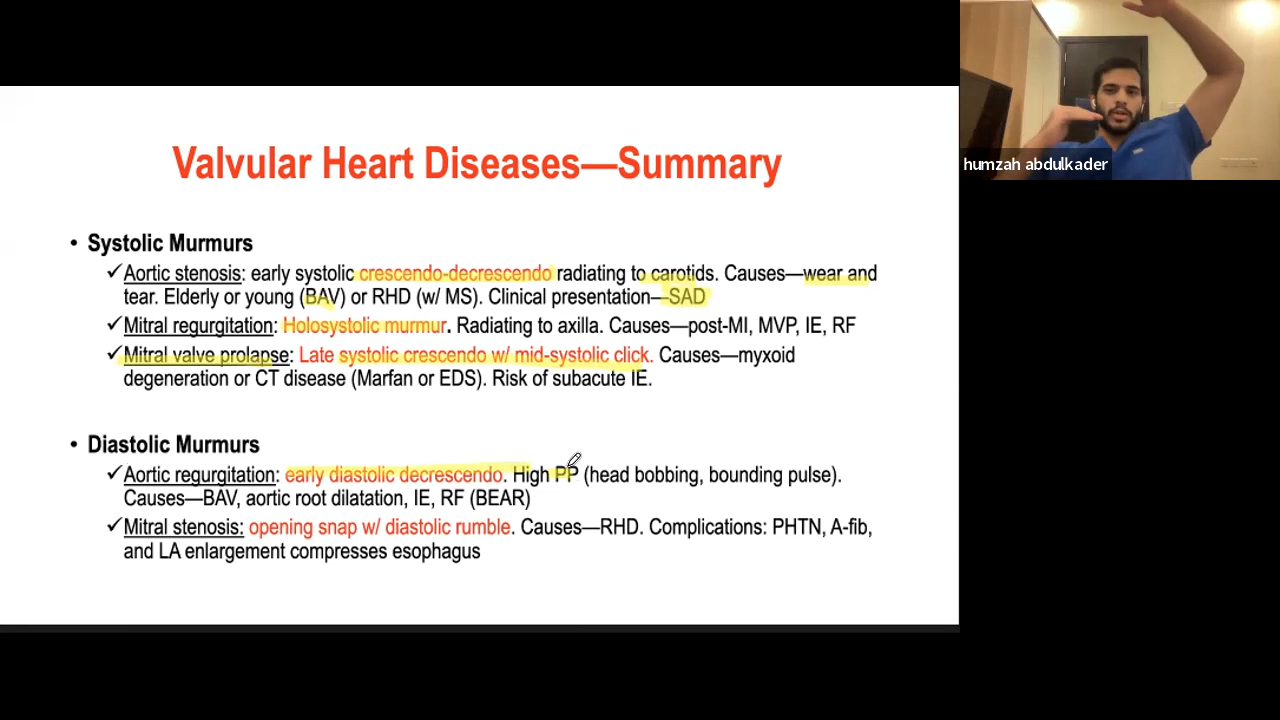 Valvular Heart Diseases—Summary
• Systolic Murmurs
✓Aortic stenosis: early systolic crescendo-decrescendo radiating to carotids. Causes—wear and
tear. Elderly or young (BAV) or RHD (w/ MS). Clinical presentation—SAD
✓Mitral regurgitation: Holosystolic murmur. Radiating to axilla. Causes—post-MI, MVP, IE, RF
✓Mitral valve prolapse: Late systolic crescendo w/ mid-systolic click. Causes—myxoid
degeneration or CT disease (Marfan or EDS). Risk of subacute IE.
• Diastolic Murmurs
✓Aortic regurgitation: early diastolic decrescendo. High PP (head bobbing, bounding pulse).
Causes—BAV, aortic root dilatation, IE, RF (BEAR)
✓Mitral stenosis: opening snap w/ diastolic rumble. Causes—RHD. Complications: PHTN, A-fib,
and LA enlargement compresses esophagus
humzah abdulkader